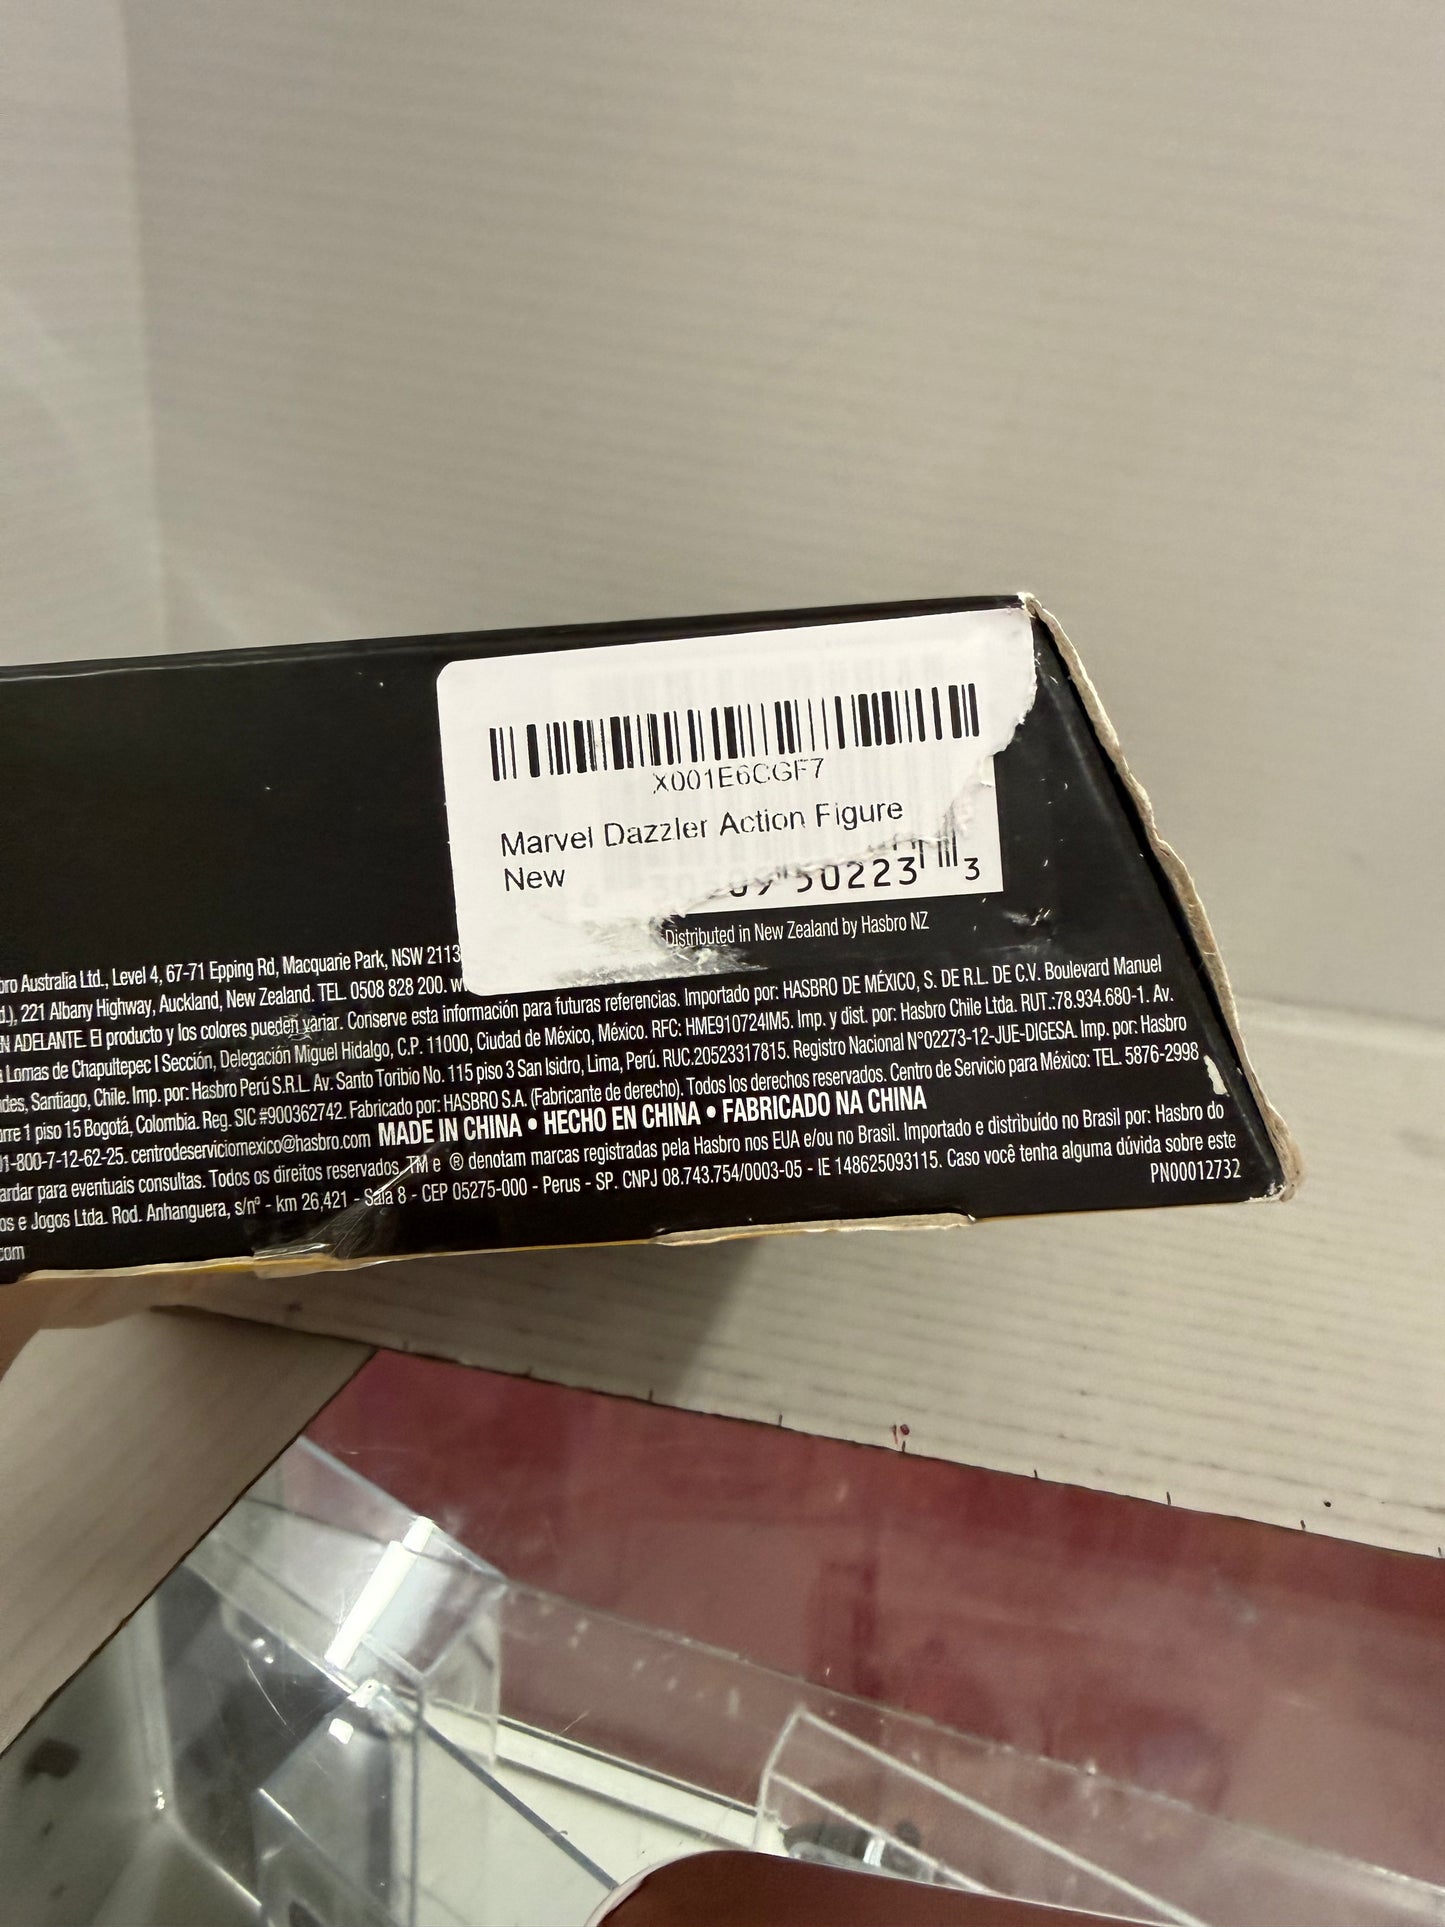 X001E6CGF7
Marvel Dazzler Action Figure
New
50223 3
Distributed in New Zealand by Hasbro NZ
Australia Ltd., Level 4, 67-71 Epping Rd, Macquarie Park, NSW 2113
221 Albany Highway, Auckland, New Zealand. TEL. 0508 828 200.
ADELANTE. El producto y los colores pueden variar. Conserve esta información para futuras referencias. Importado por: HASBRO DE MÉXICO, S. DE R.L. DE C.V. Boulevard Manuel
Lomas de Chapultepec I Sección, Delegación Miguel Hidalgo, C.P. 11000, Ciudad de México, México. RFC: HME910724IM5. Imp. y dist. por: Hasbro Chile Ltda. RUT.:78.934.680-1. Av.
Santiago, Chile. Imp. por: Hasbro Perú S.R.L. Av. Santo Toribio No. 115 piso 3 San Isidro, Lima, Perú. RUC.20523317815. Registro Nacional N°02273-12-JUE-DIGESA. Imp. por: Hasbro
1 piso 15 Bogotá, Colombia. Reg. SIC #900362742. Fabricado por: HASBRO S.A. (Fabricante de derecho). Todos los derechos reservados. Centro de Servicio para México: TEL. 5876-2998
01-800-7-12-62-25. centrodeserviciomexico@hasbro.com MADE IN CHINA • HECHO EN CHINA • FABRICADO NA CHINA
para eventuais consultas. Todos os direitos reservados. TM e ® denotam marcas registradas pela Hasbro nos EUA e/ou no Brasil. Importado e distribuído no Brasil por: Hasbro do
e Jogos Ltda. Rod. Anhanguera, s/nº - km 26,421 - Sala 8 - CEP 05275-000 - Perus - SP. CNPJ 08.743.754/0003-05 - IE 148625093115. Caso você tenha alguma dúvida sobre este
com
PN00012732